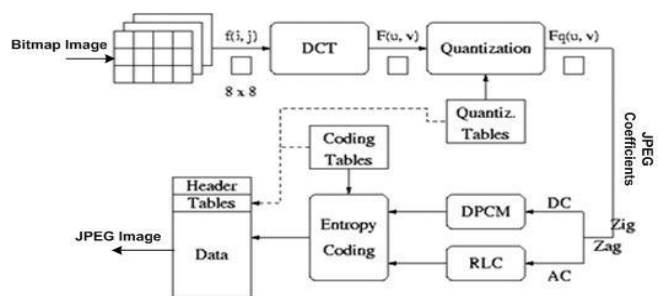 Bitmap Image
f(i, j)
8 x 8
DCT
F(u, v)
Quantization
Fq(u, v)
Quantiz.
Tables
JPEG
Coefficients
Coding
Tables
Header
Tables
Data
JPEG Image
Entropy
Coding
DPCM
DC
RLC
AC
Zig
Zag